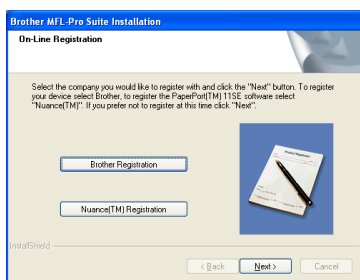 Brother MFL-Pro Suite Installation
On-Line Registration
Select the company you would like to register with and click the "Next" button. To register
your device select Brother, to register the PaperPort(TM) 11SE software select
"Nuance(TM)". If you prefer not to register at this time click "Next".
Product Registration
Brother Registration
Nuance(TM) Registration
InstallShield
< Back
Next >
Cancel